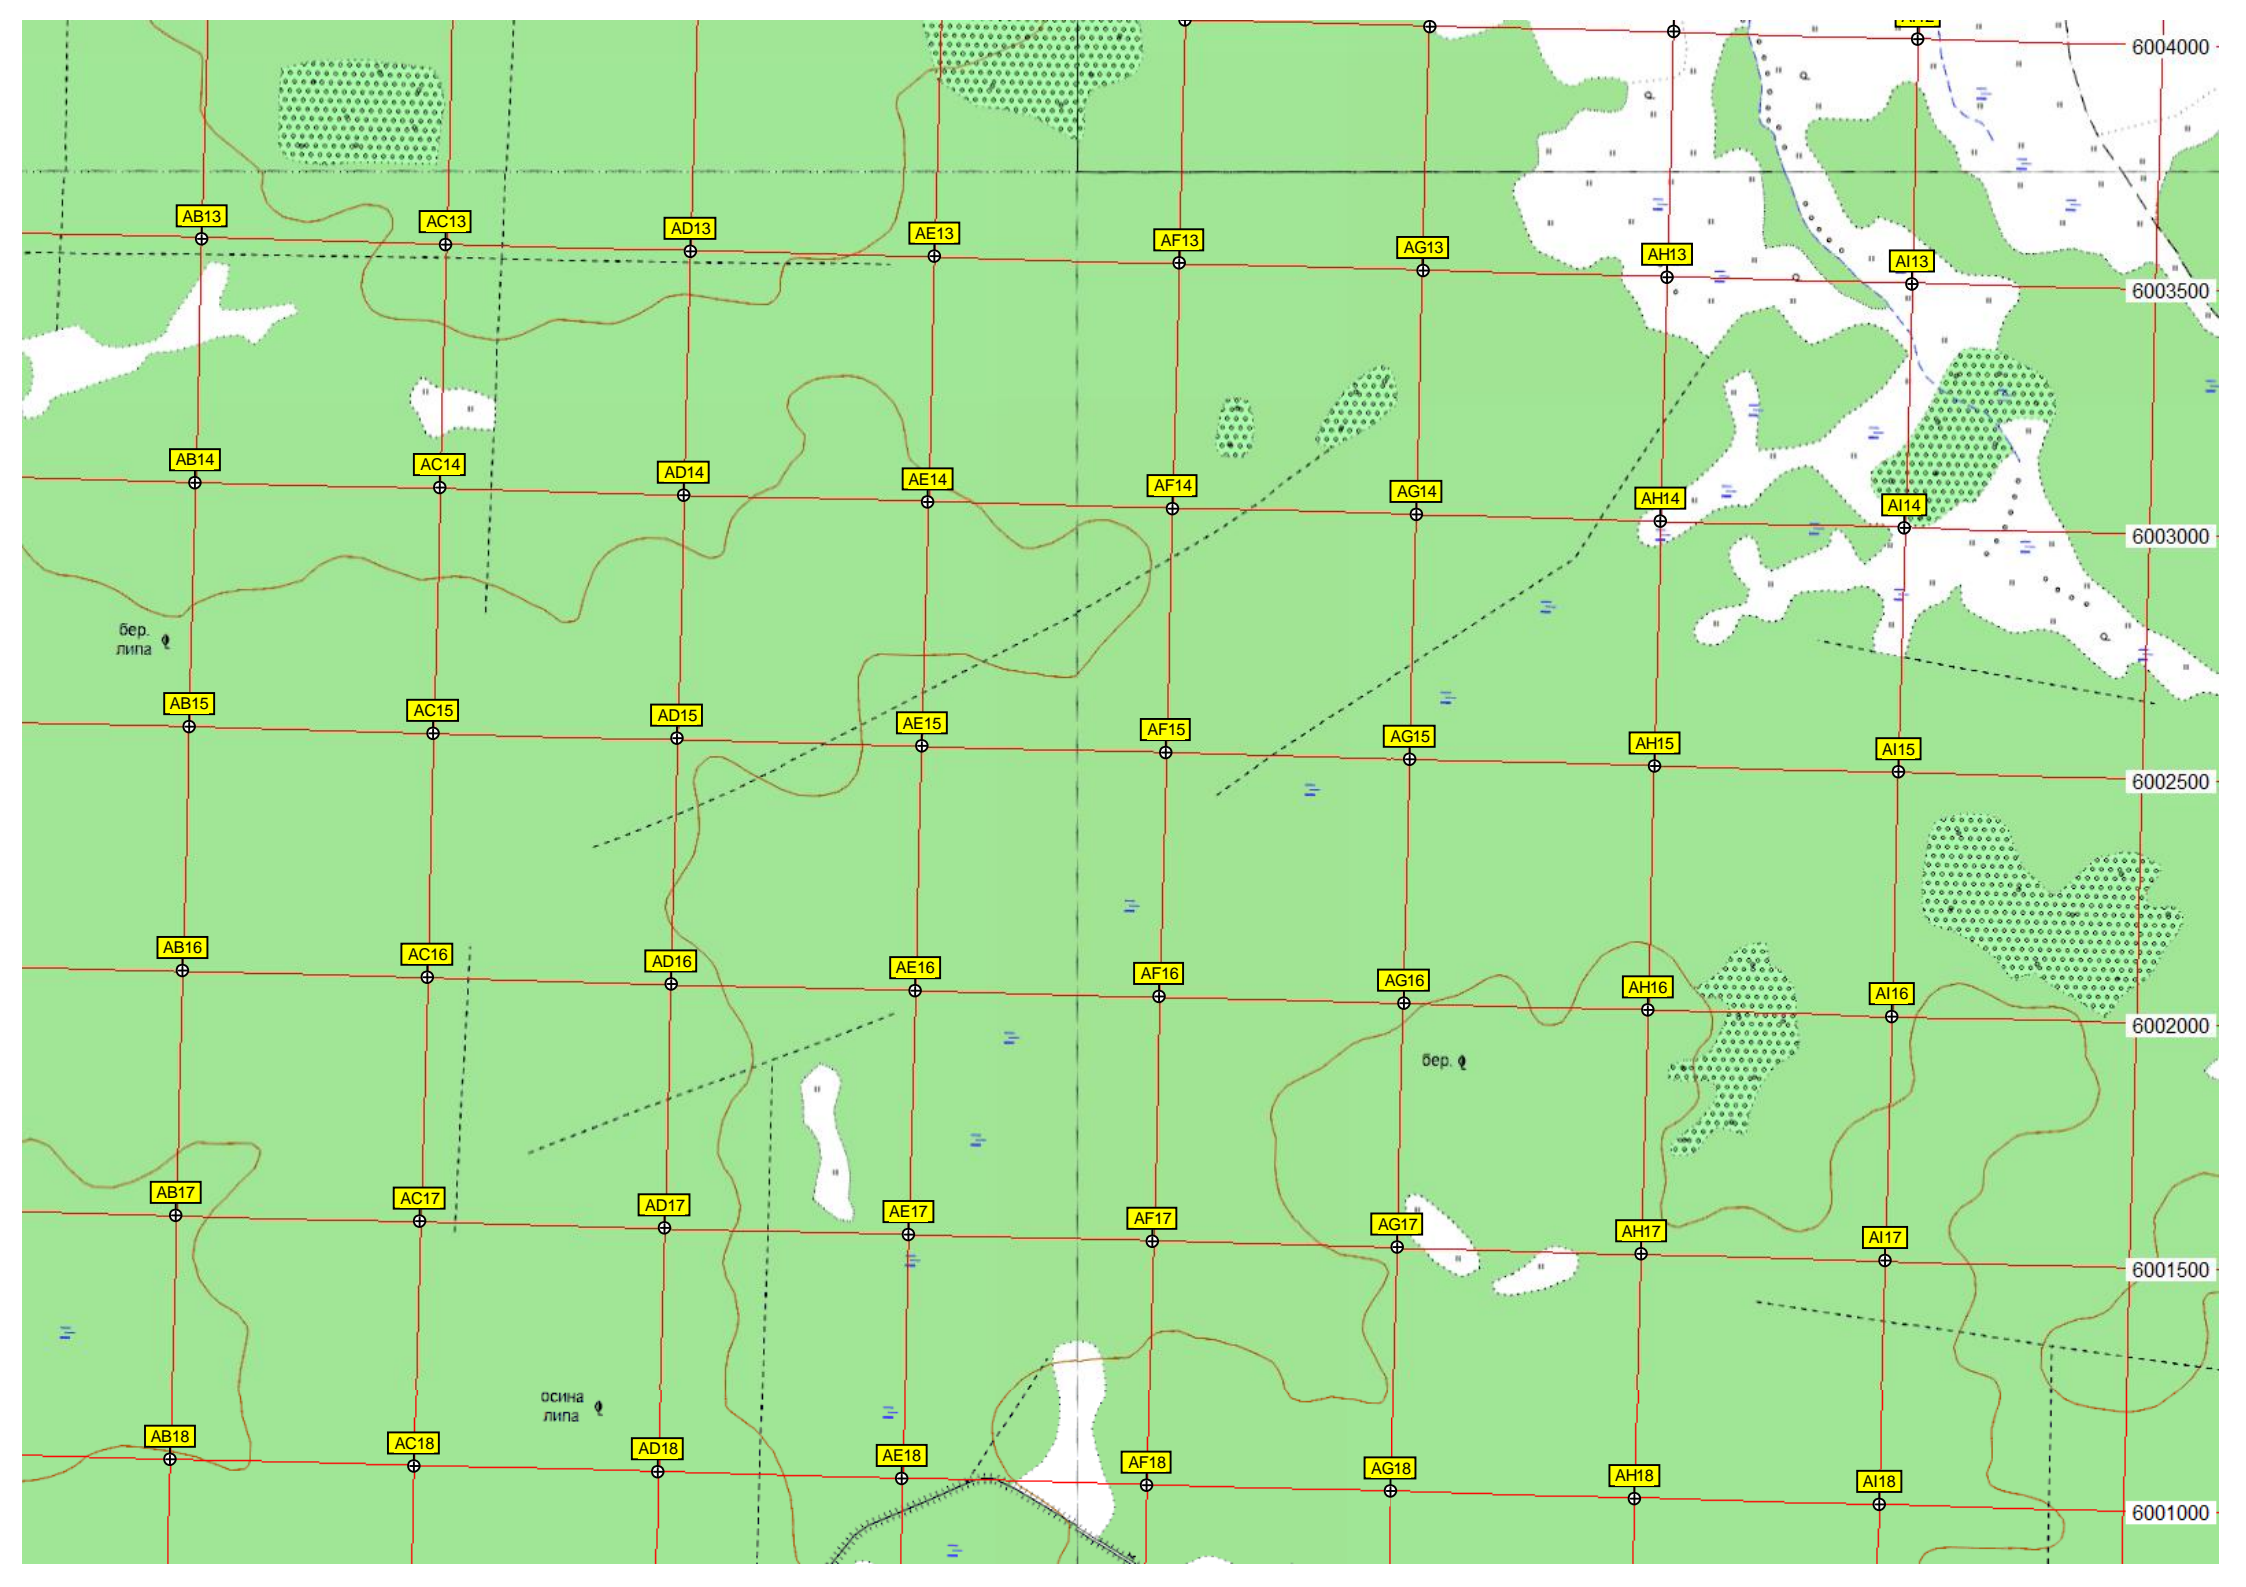 6004000
AB13 AC13 AD13 AE13 AF13 AG13 AH13 AI13
6003500
AB14 AC14 AD14 AE14 AF14 AG14 AH14 AI14
6003000
бер.
липа
AB15 AC15 AD15 AE15 AF15 AG15 AH15 AI15
6002500
AB16 AC16 AD16 AE16 AF16 AG16 AH16 AI16
6002000
бер.
AB17 AC17 AD17 AE17 AF17 AG17 AH17 AI17
6001500
осина
липа
AB18 AC18 AD18 AE18 AF18 AG18 AH18 AI18
6001000